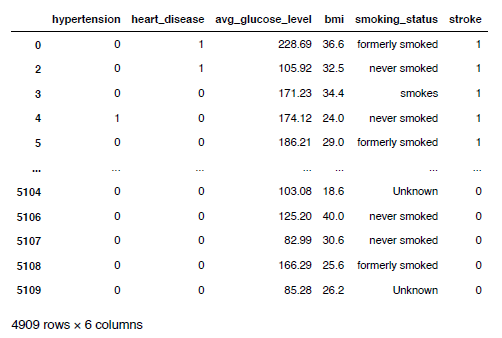 hypertension heart_disease avg_glucose_level bmi smoking_status stroke
0 0 1 228.69 36.6 formerly smoked 1
2 0 1 105.92 32.5 never smoked 1
3 0 0 171.23 34.4 smokes 1
4 1 0 174.12 24.0 never smoked 1
5 0 0 186.21 29.0 formerly smoked 1
... ... ... ... ... ... ...
5104 0 0 103.08 18.6 Unknown 0
5106 0 0 125.20 40.0 never smoked 0
5107 0 0 82.99 30.6 never smoked 0
5108 0 0 166.29 25.6 formerly smoked 0
5109 0 0 85.28 26.2 Unknown 0
4909 rows × 6 columns